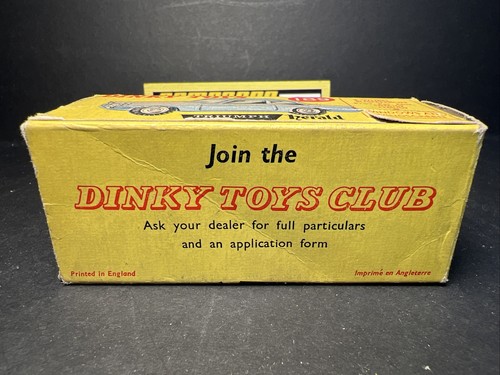 TRIUMPH Herald
Join the
DINKY TOYS CLUB
Ask your dealer for full particulars
and an application form
Printed in England
Imprimé en Angleterre